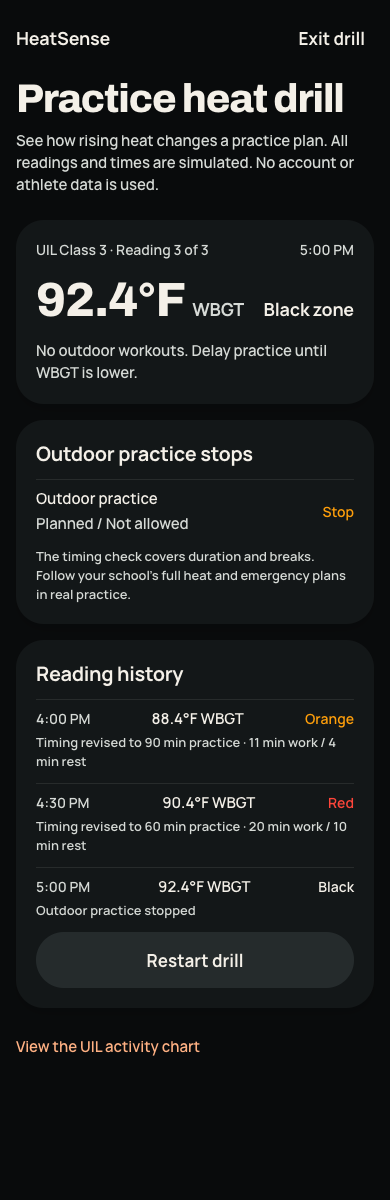 HeatSense
Exit drill
Practice heat drill
See how rising heat changes a practice plan. All
readings and times are simulated. No account or
athlete data is used.
UIL Class 3 · Reading 3 of 3
5:00 PM
92.4°F WBGT
Black zone
No outdoor workouts. Delay practice until
WBGT is lower.
Outdoor practice stops
Outdoor practice
Planned / Not allowed
Stop
The timing check covers duration and breaks.
Follow your school's full heat and emergency plans
in real practice.
Reading history
4:00 PM 88.4°F WBGT Orange
Timing revised to 90 min practice · 11 min work / 4
min rest
4:30 PM 90.4°F WBGT Red
Timing revised to 60 min practice · 20 min work / 10
min rest
5:00 PM 92.4°F WBGT Black
Outdoor practice stopped
Restart drill
View the UIL activity chart